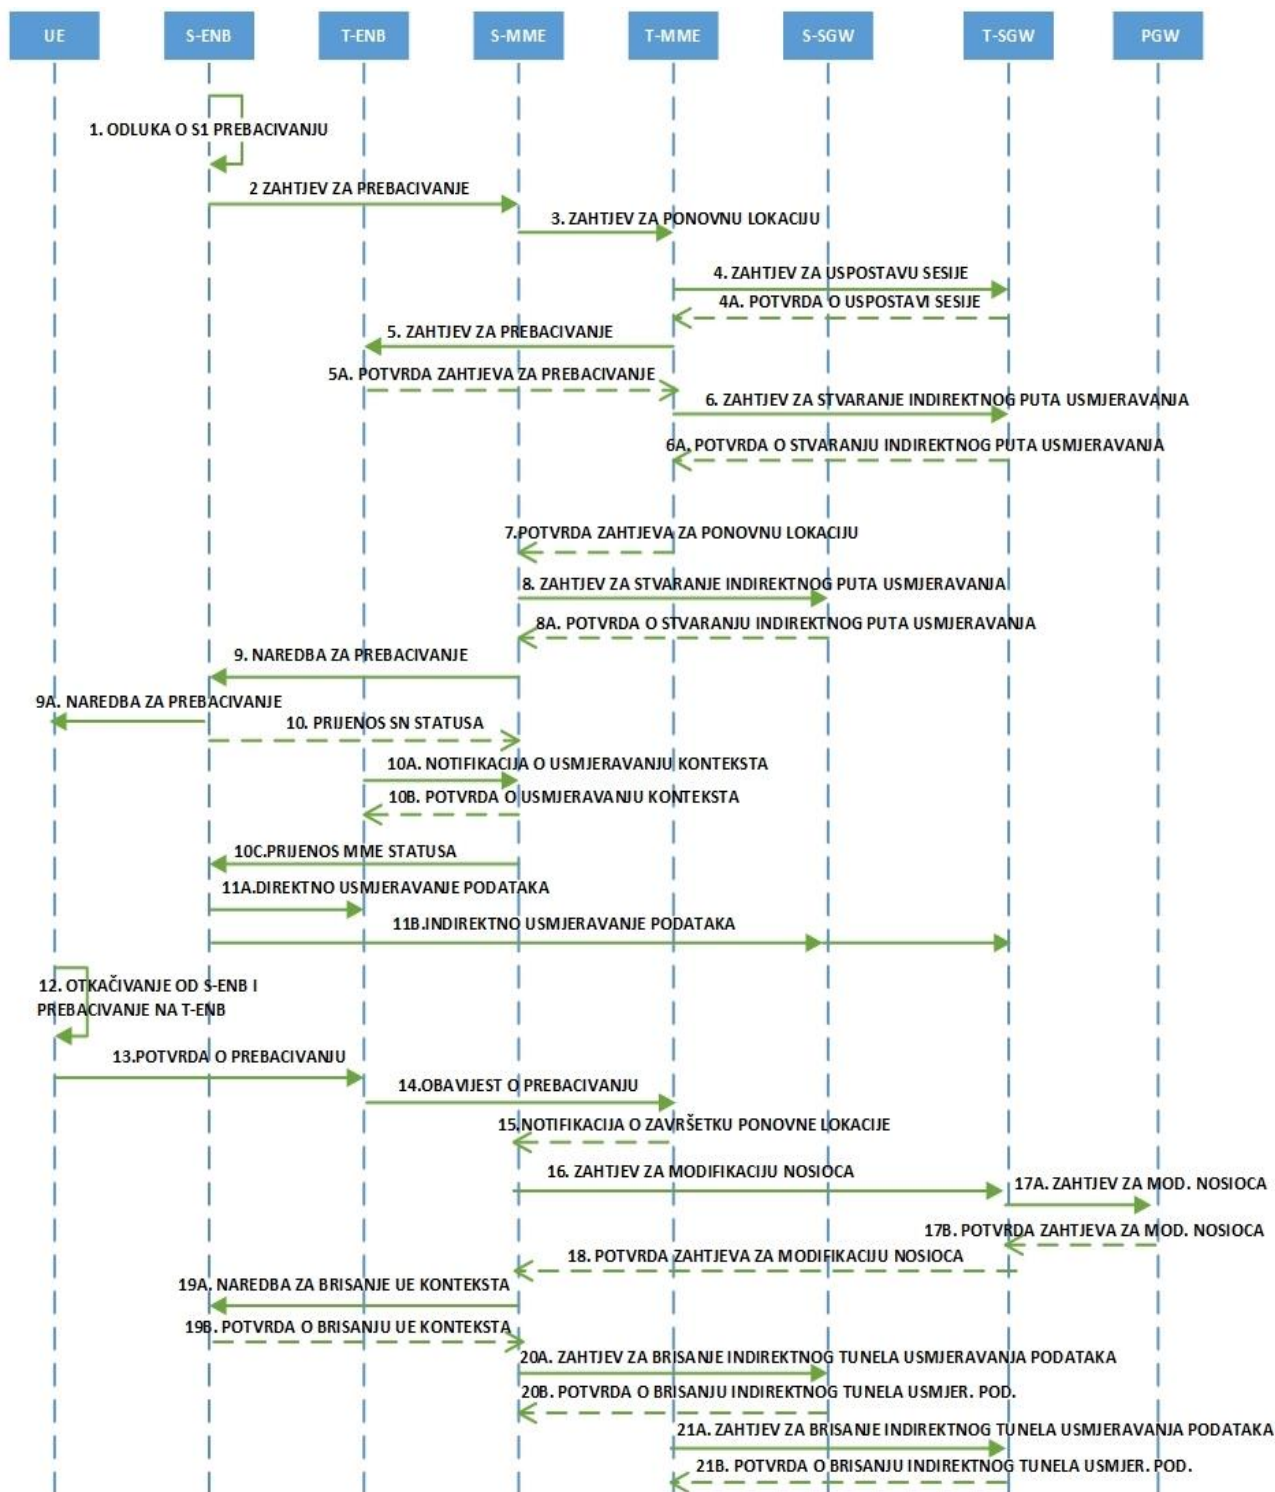 UE
S-ENB
T-ENB
S-MME
T-MME
S-SGW
T-SGW
PGW
1. ODLUKA O S1 PREBACIVANJU
2 ZAHTJEV ZA PREBACIVANJE
3. ZAHTJEV ZA PONOVNU LOKACIJU
4. ZAHTJEV ZA USPOSTAVU SESIJE
4A. POTVRDA O USPOSTAVI SESIJE
5. ZAHTJEV ZA PREBACIVANJE
5A. POTVRDA ZAHTJEVA ZA PREBACIVANJE
6. ZAHTJEV ZA STVARANJE INDIREKTNOG PUTA USMJERAVANJA
6A. POTVRDA O STVARANJU INDIREKTNOG PUTA USMJERAVANJA
7.POTVRDA ZAHTJEVA ZA PONOVNU LOKACIJU
8. ZAHTJEV ZA STVARANJE INDIREKTNOG PUTA USMJERAVANJA
8A. POTVRDA O STVARANJU INDIREKTNOG PUTA USMJERAVANJA
9. NAREDBA ZA PREBACIVANJE
9A. NAREDBA ZA PREBACIVANJE
10. PRIJENOS SN STATUSA
10A. NOTIFIKACIJA O USMJERAVANJU KONTEKSTA
10B. POTVRDA O USMJERAVANJU KONTEKSTA
10C.PRIJENOS MME STATUSA
11A.DIREKTNO USMJERAVANJE PODATAKA
11B.INDIREKTNO USMJERAVANJE PODATAKA
12. OTKAČIVANJE OD S-ENB I
PREBACIVANJE NA T-ENB
13.POTVRDA O PREBACIVANJU
14.OBAVIJEST O PREBACIVANJU
15.NOTIFIKACIJA O ZAVRŠETKU PONOVNE LOKACIJE
16. ZAHTJEV ZA MODIFIKACIJU NOSIOCA
17A. ZAHTJEV ZA MOD. NOSIOCA
17B. POTVRDA ZAHTJEVA ZA MOD. NOSIOCA
18. POTVRDA ZAHTJEVA ZA MODIFIKACIJU NOSIOCA
19A. NAREDBA ZA BRISANJE UE KONTEKSTA
19B. POTVRDA O BRISANJU UE KONTEKSTA
20A. ZAHTJEV ZA BRISANJE INDIREKTNOG TUNELA USMJERAVANJA PODATAKA
20B. POTVRDA O BRISANJU INDIREKTNOG TUNELA USMJER. POD.
21A. ZAHTJEV ZA BRISANJE INDIREKTNOG TUNELA USMJERAVANJA PODATAKA
21B. POTVRDA O BRISANJU INDIREKTNOG TUNELA USMJER. POD.